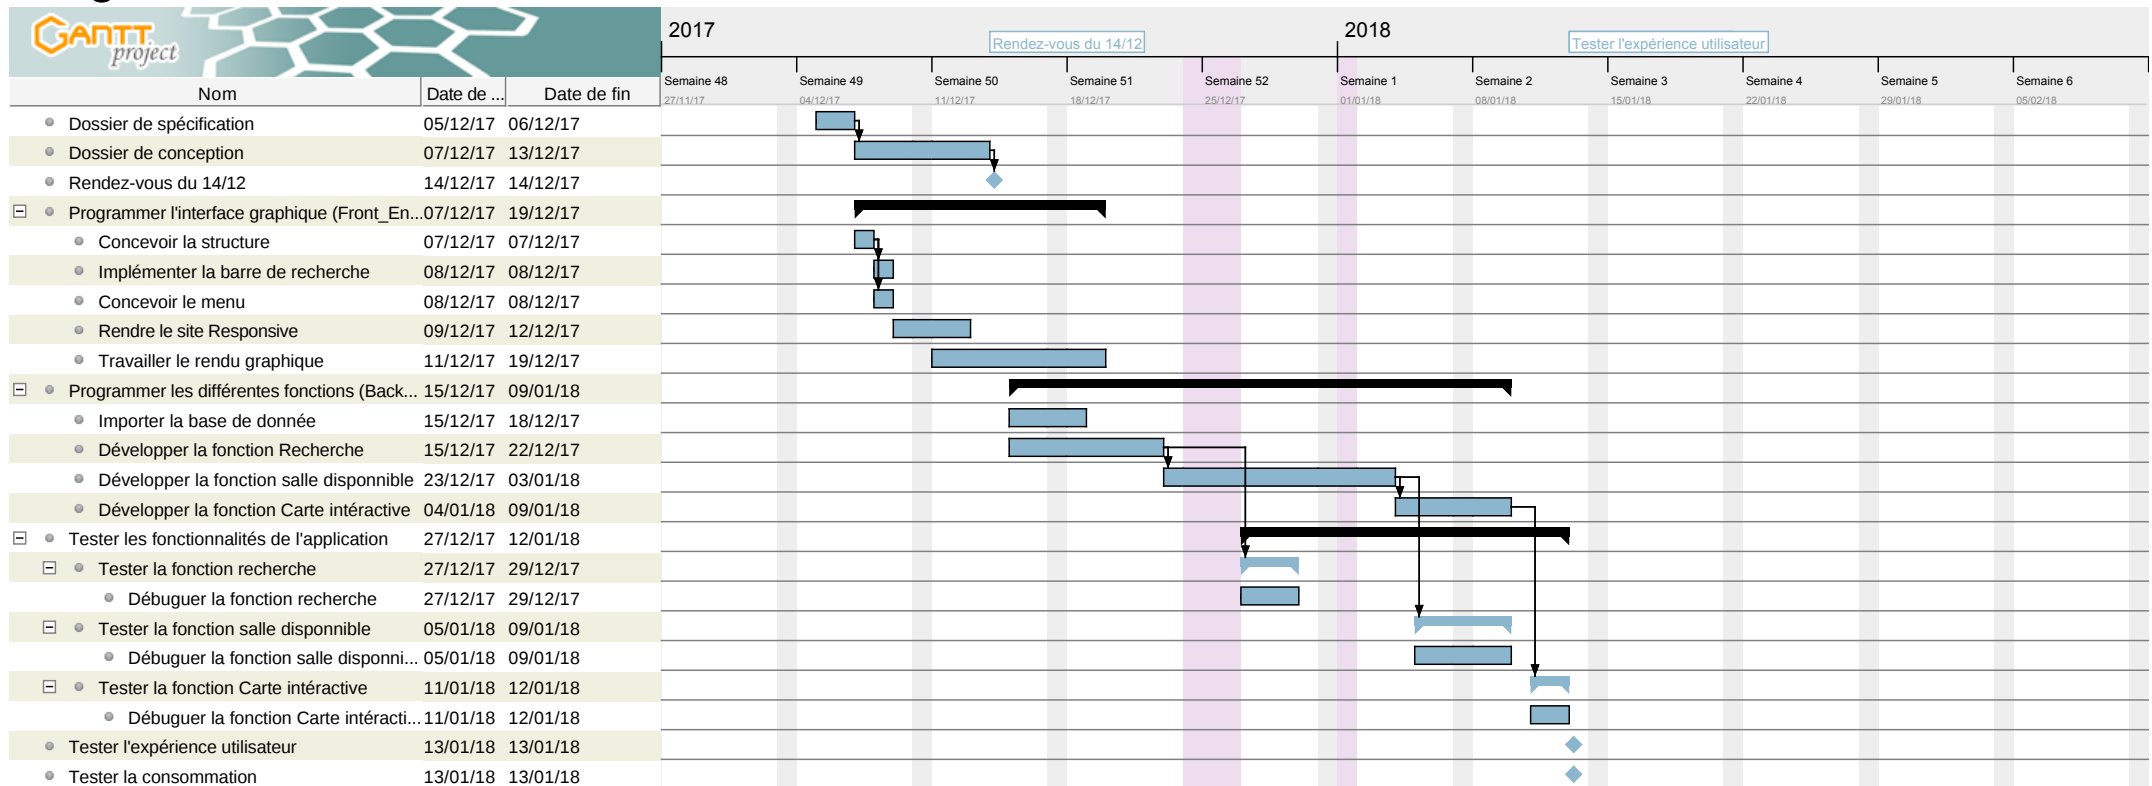 GANTT
project
2017
2018
Rendez-vous du 14/12
Tester l'expérience utilisateur
Semaine 48
Semaine 49
Semaine 50
Semaine 51
Semaine 52
Semaine 1
Semaine 2
Semaine 3
Semaine 4
Semaine 5
Semaine 6
Nom Date de ... Date de fin
27/11/17
04/12/17
11/12/17
18/12/17
25/12/17
01/01/18
08/01/18
15/01/18
22/01/18
29/01/18
05/02/18
Dossier de spécification 05/12/17 06/12/17
Dossier de conception 07/12/17 13/12/17
Rendez-vous du 14/12 14/12/17 14/12/17
Programmer l'interface graphique (Front_En... 07/12/17 19/12/17
Concevoir la structure 07/12/17 07/12/17
Implémenter la barre de recherche 08/12/17 08/12/17
Concevoir le menu 08/12/17 08/12/17
Rendre le site Responsive 09/12/17 12/12/17
Travailler le rendu graphique 11/12/17 19/12/17
Programmer les différentes fonctions (Back... 15/12/17 09/01/18
Importer la base de donnée 15/12/17 18/12/17
Développer la fonction Recherche 15/12/17 22/12/17
Développer la fonction salle disponnible 23/12/17 03/01/18
Développer la fonction Carte intéractive 04/01/18 09/01/18
Tester les fonctionnalités de l'application 27/12/17 12/01/18
Tester la fonction recherche 27/12/17 29/12/17
Débuguer la fonction recherche 27/12/17 29/12/17
Tester la fonction salle disponnible 05/01/18 09/01/18
Débuguer la fonction salle disponni... 05/01/18 09/01/18
Tester la fonction Carte intéractive 11/01/18 12/01/18
Débuguer la fonction Carte intéracti... 11/01/18 12/01/18
Tester l'expérience utilisateur 13/01/18 13/01/18
Tester la consommation 13/01/18 13/01/18